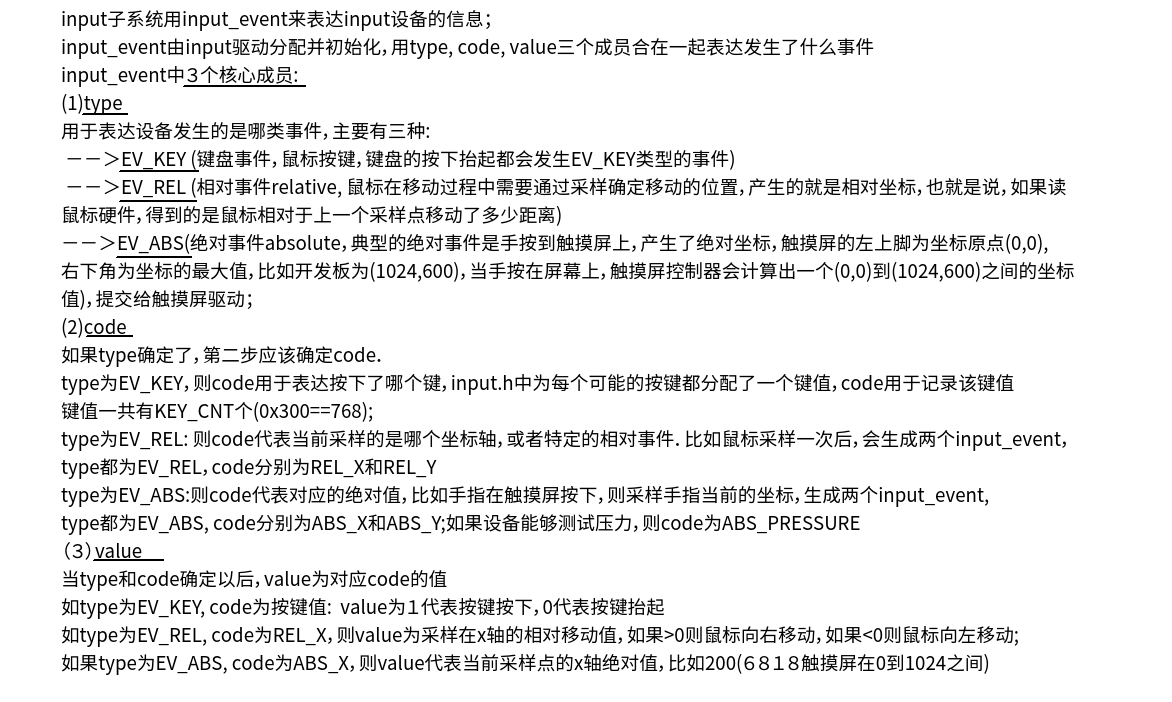 input子系统用input_event来表达input设备的信息；
input_event由input驱动分配并初始化，用type, code, value三个成员合在一起表达发生了什么事件
input_event中３个核心成员:
(1)type
用于表达设备发生的是哪类事件，主要有三种:
－－＞EV_KEY (键盘事件，鼠标按键，键盘的按下抬起都会发生EV_KEY类型的事件)
－－＞EV_REL (相对事件relative, 鼠标在移动过程中需要通过采样确定移动的位置，产生的就是相对坐标，也就是说，如果读
鼠标硬件，得到的是鼠标相对于上一个采样点移动了多少距离)
－－＞EV_ABS(绝对事件absolute，典型的绝对事件是手按到触摸屏上，产生了绝对坐标，触摸屏的左上脚为坐标原点(0,0),
右下角为坐标的最大值，比如开发板为(1024,600)，当手按在屏幕上，触摸屏控制器会计算出一个(0,0)到(1024,600)之间的坐标
值)，提交给触摸屏驱动；
(2)code
如果type确定了，第二步应该确定code．
type为EV_KEY，则code用于表达按下了哪个键，input.h中为每个可能的按键都分配了一个键值，code用于记录该键值
键值一共有KEY_CNT个(0x300==768);
type为EV_REL: 则code代表当前采样的是哪个坐标轴，或者特定的相对事件．比如鼠标采样一次后，会生成两个input_event，
type都为EV_REL，code分别为REL_X和REL_Y
type为EV_ABS:则code代表对应的绝对值，比如手指在触摸屏按下，则采样手指当前的坐标，生成两个input_event,
type都为EV_ABS, code分别为ABS_X和ABS_Y;如果设备能够测试压力，则code为ABS_PRESSURE
（３）value
当type和code确定以后，value为对应code的值
如type为EV_KEY, code为按键值:  value为１代表按键按下，0代表按键抬起
如type为EV_REL, code为REL_X，则value为采样在x轴的相对移动值，如果>0则鼠标向右移动，如果<0则鼠标向左移动;
如果type为EV_ABS, code为ABS_X，则value代表当前采样点的x轴绝对值，比如200(６８１８触摸屏在0到1024之间)